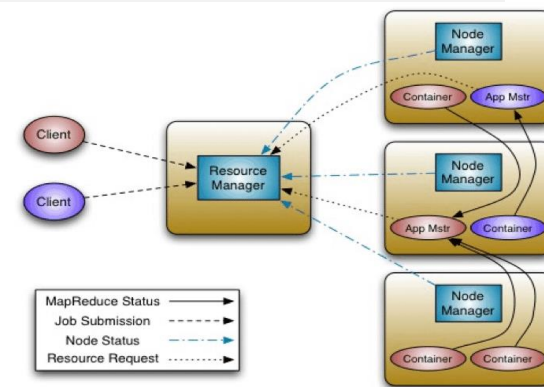 Node
Manager
Container
App Mstr
Client
Resource
Manager
Client
Node
Manager
App Mstr
Container
Node
Manager
Container
Container
MapReduce Status
Job Submission
Node Status
Resource Request